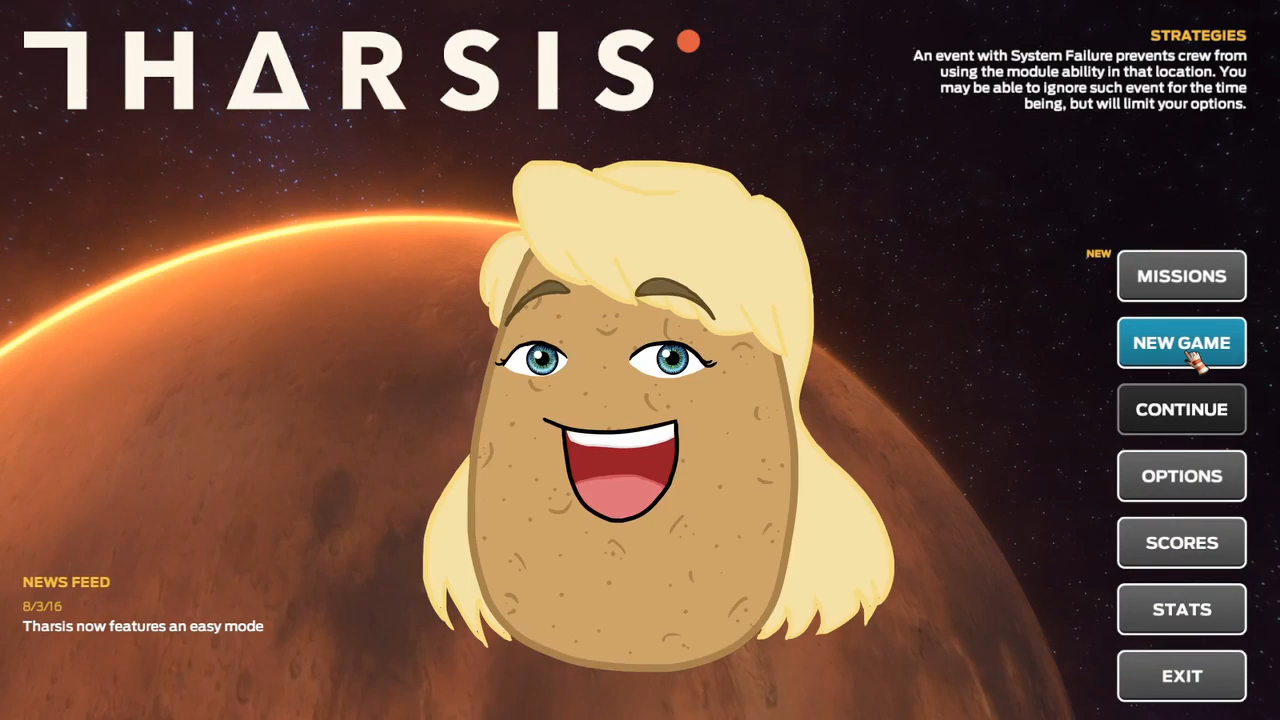 THARSIS
STRATEGIES
An event with System Failure prevents crew from
using the module ability in that location. You
may be able to ignore such event for the time
being, but will limit your options.
NEW
MISSIONS
NEW GAME
CONTINUE
OPTIONS
SCORES
STATS
EXIT
NEWS FEED
8/3/16
Tharsis now features an easy mode